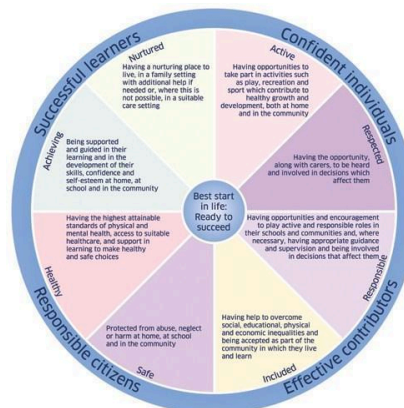 Successful learners
Confident individuals
Nurtured
Having a nurturing place to
live, in a family setting
with additional help if
needed or, where this
is not possible, in a suitable
care setting
Active
Having opportunities to
take part in activities such
as play, recreation and
sport which contribute to
healthy growth and
development, both at home
and in the community
Respected
Having the opportunity,
along with carers, to be heard
and involved in decisions which
affect them
Responsible
Having opportunities and encouragement
to play active and responsible roles in
their schools and communities and, where
necessary, having appropriate guidance
and supervision and being involved
in decisions that affect them
Included
Having help to overcome
social, educational, physical
and economic inequalities and
being accepted as part of the
community in which they live
and learn
Safe
Protected from abuse, neglect
or harm at home, at school
and in the community
Healthy
Having the highest attainable
standards of physical and
mental health, access to suitable
healthcare, and support in
learning to make healthy
and safe choices
Achieving
Being supported
and guided in their
learning and in the
development of their
skills, confidence and
self-esteem at home, at
school and in the community
Best start
in life:
Ready to
succeed
Responsible citizens
Effective contributors